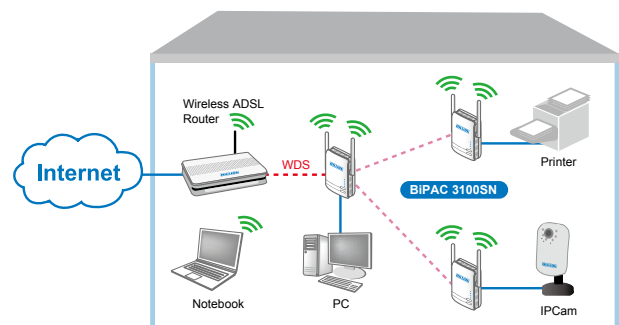 Wireless ADSL
Router
Internet
WDS
BiPAC 3100SN
Printer
Notebook
PC
IPCam